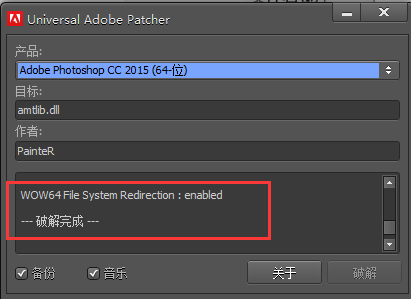 Universal Adobe Patcher
产品:
Adobe Photoshop CC 2015 (64-位)
目标:
amtlib.dll
作者:
PainteR
WOW64 File System Redirection : enabled
--- 破解完成 ---
备份 音乐 关于 破解